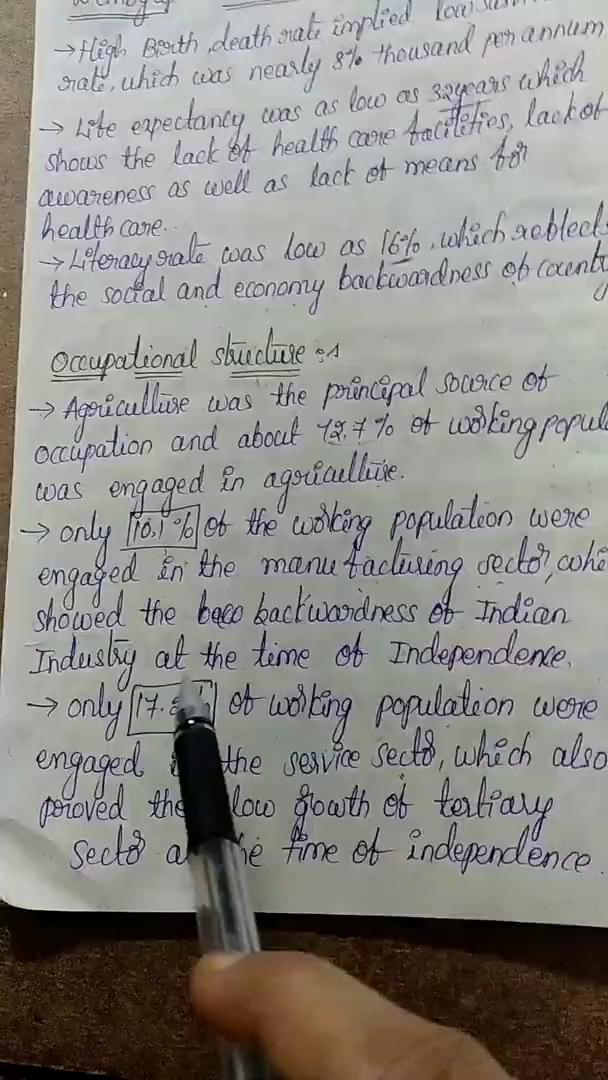 → High Birth, death rate implied low
rate, which was nearly 8% thousand per annum
→ Life expectancy was as low as 32years which
shows the lack of health care facilities, lack of
awareness as well as lack of means for
health care..
→ Literacy rate was low as 16%, which reflect
the social and economy backwardness of count
Occupational structure :-
→ Agriculture was the principal source of
occupation and about 72.7% of working popul
was engaged in agriculture.
→ only 10.1% of the working population were
engaged in the manufacturing sector, whi
showed the backwardness of Indian
Industry at the time of Independence.
→ only 17. of working population were
engaged the service sector, which also
proved the low growth of tertiary
sector time of independence.